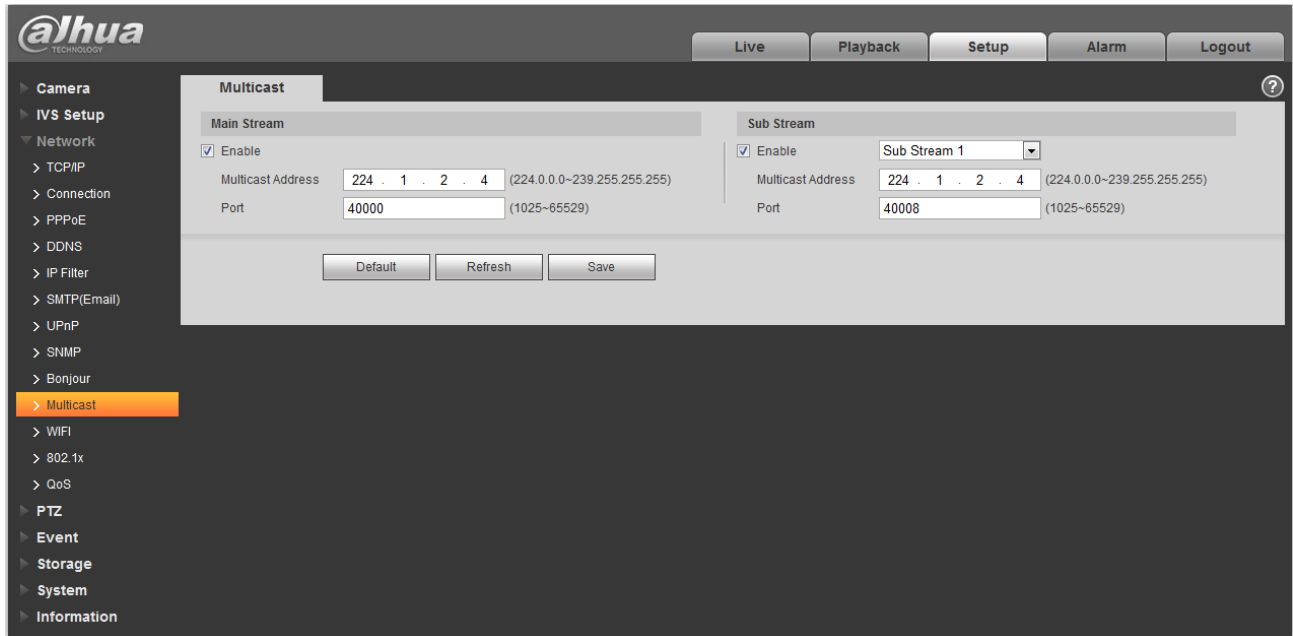 alhua
TECHNOLOGY
Live Playback Setup Alarm Logout
Camera
IVS Setup
Network
TCP/IP
Connection
PPPoE
DDNS
IP Filter
SMTP(Email)
UPnP
SNMP
Bonjour
Multicast
WIFI
802.1x
QoS
PTZ
Event
Storage
System
Information
Multicast ?
Main Stream
Enable
Multicast Address 224 . 1 . 2 . 4 (224.0.0.0~239.255.255.255)
Port 40000 (1025~65529)
Sub Stream
Enable Sub Stream 1
Multicast Address 224 . 1 . 2 . 4 (224.0.0.0~239.255.255.255)
Port 40008 (1025~65529)
Default Refresh Save